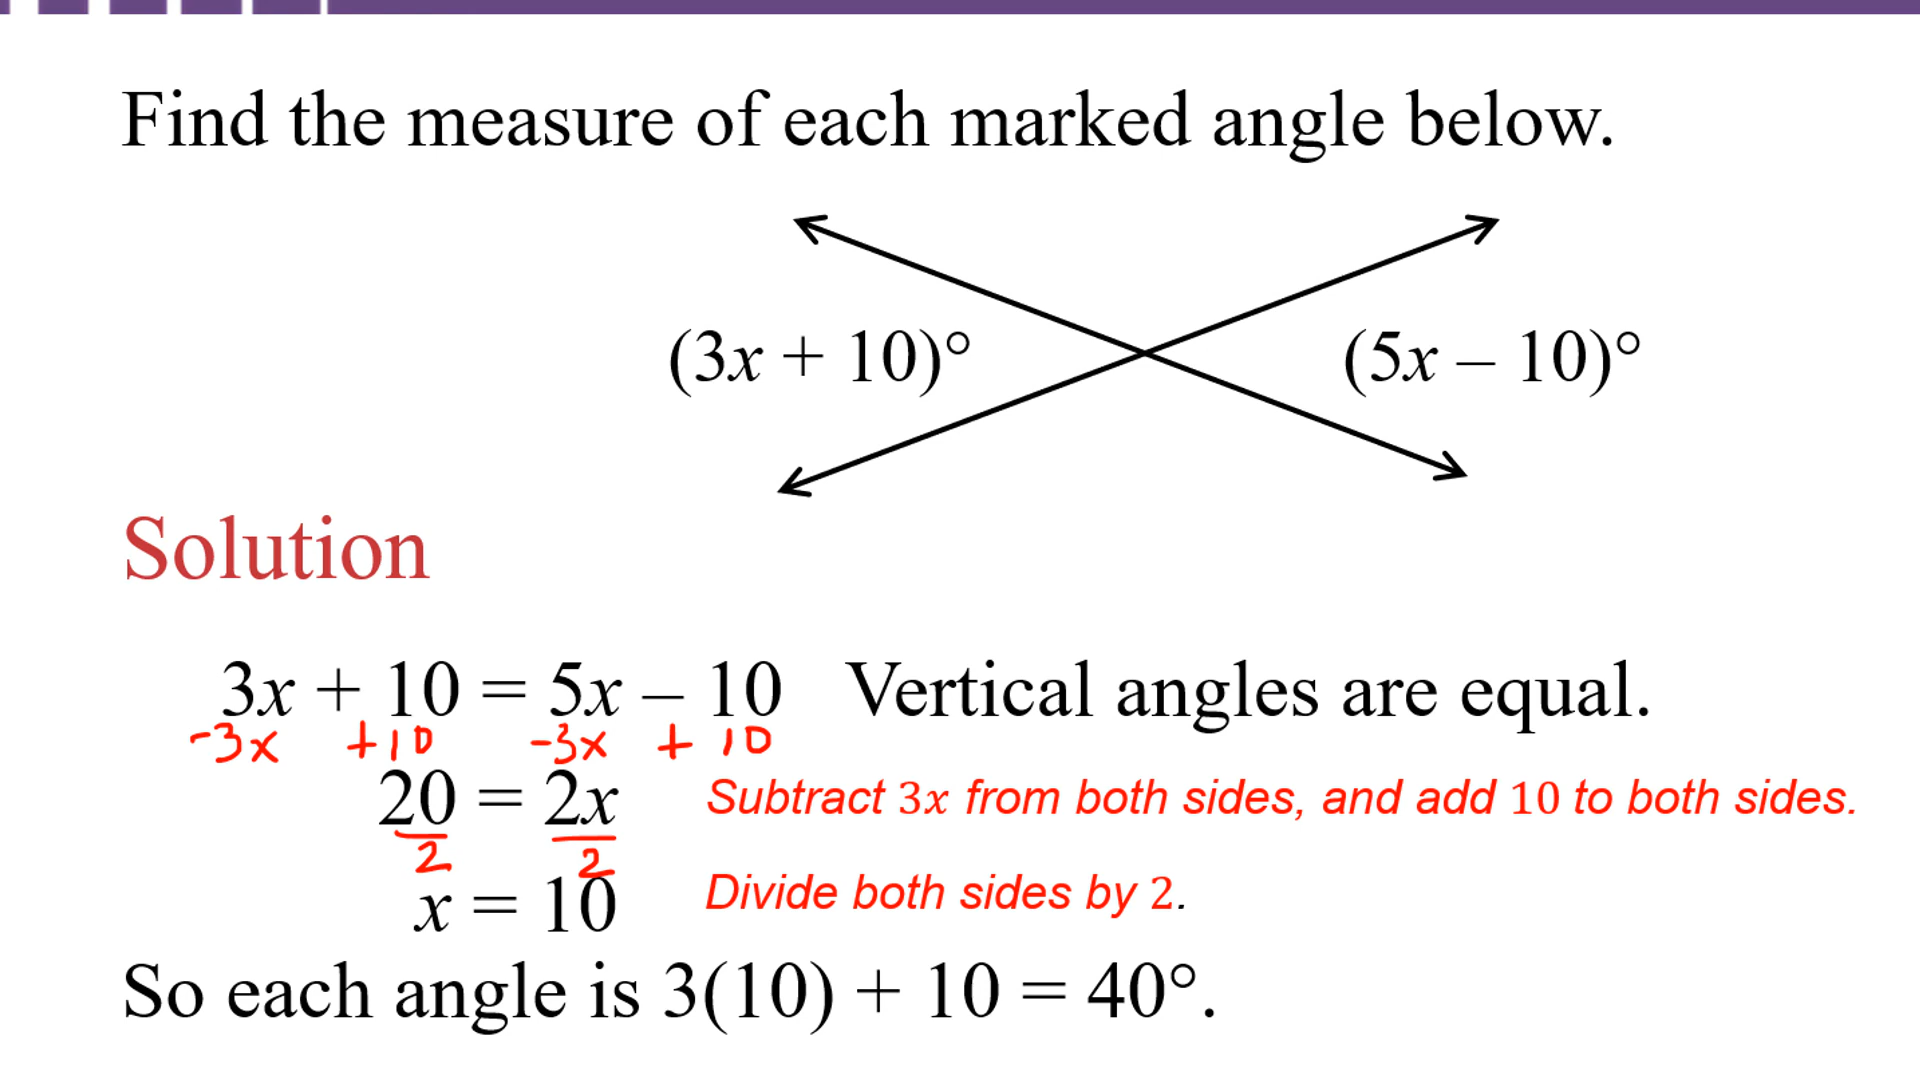 Find the measure of each marked angle below.
(3x + 10)° (5x – 10)°
Solution
3x + 10 = 5x – 10 Vertical angles are equal.
-3x +10 -3x + 10
20 = 2x Subtract 3x from both sides, and add 10 to both sides.
2 2
x = 10 Divide both sides by 2.
So each angle is 3(10) + 10 = 40°.